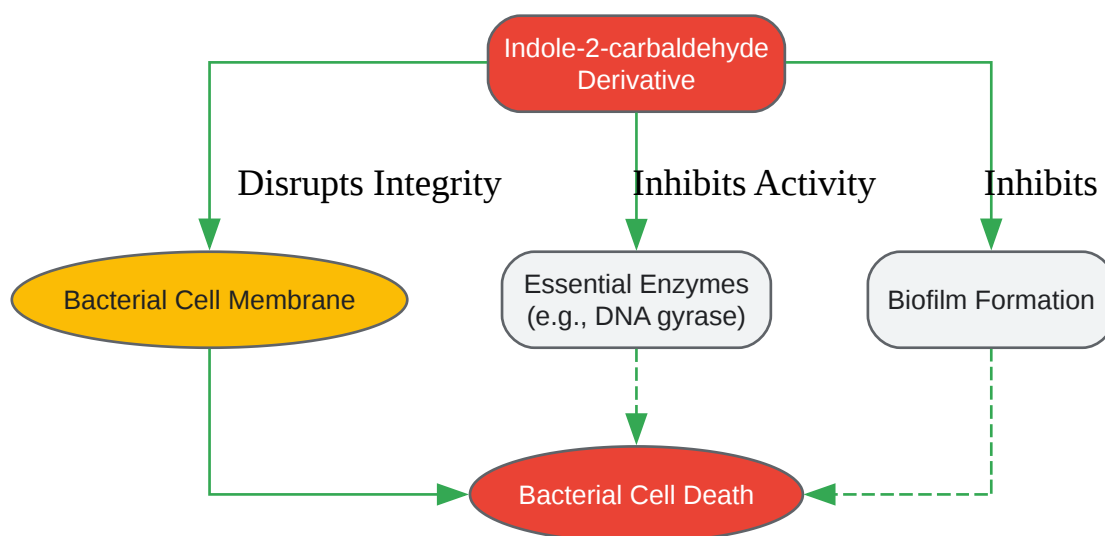 Indole-2-carbaldehyde
Derivative
Disrupts Integrity
Inhibits Activity
Inhibits
Bacterial Cell Membrane
Essential Enzymes
(e.g., DNA gyrase)
Biofilm Formation
Bacterial Cell Death